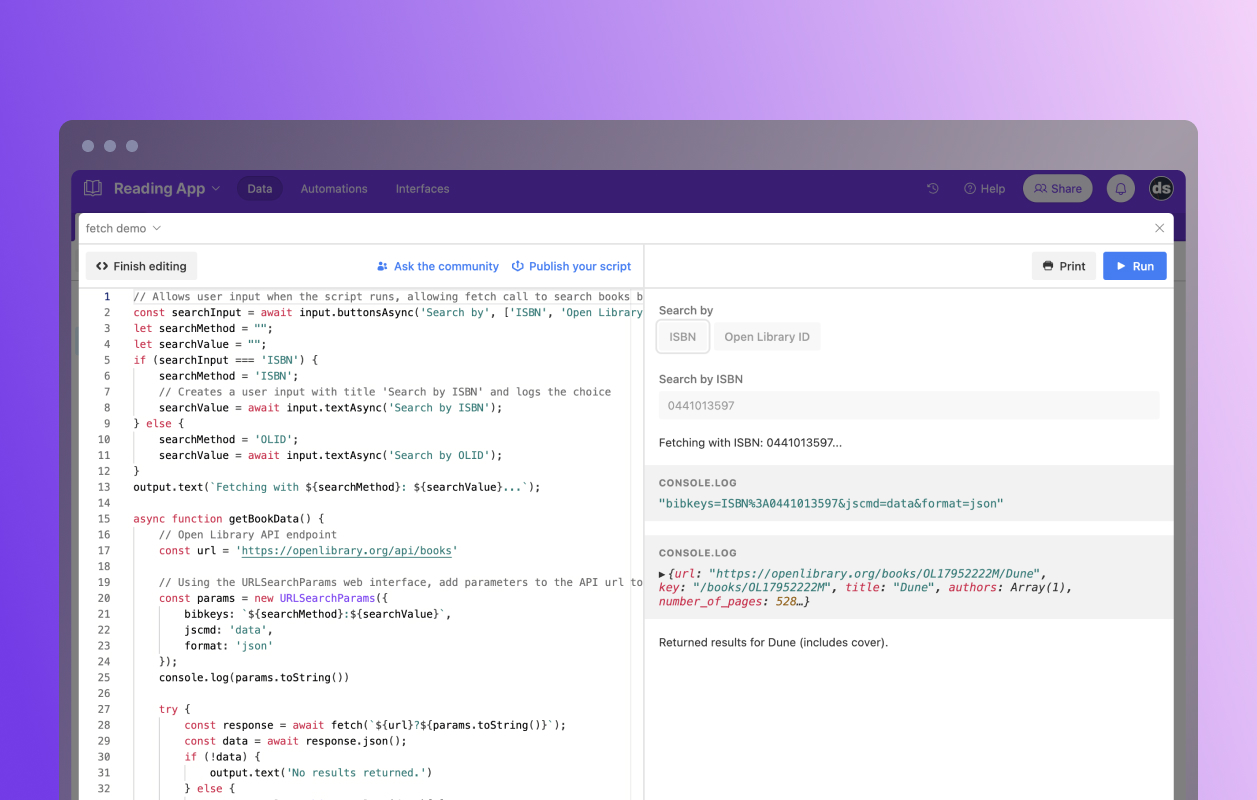 Reading App Data Automations Interfaces Help Share ds
fetch demo
Finish editing Ask the community Publish your script Print Run
1 // Allows user input when the script runs, allowing fetch call to search books b
2 const searchInput = await input.buttonsAsync('Search by', ['ISBN', 'Open Library
3 let searchMethod = "";
4 let searchValue = "";
5 if (searchInput === 'ISBN') {
6 searchMethod = 'ISBN';
7 // Creates a user input with title 'Search by ISBN' and logs the choice
8 searchValue = await input.textAsync('Search by ISBN');
9 } else {
10 searchMethod = 'OLID';
11 searchValue = await input.textAsync('Search by OLID');
12 }
13 output.text(`Fetching with ${searchMethod}: ${searchValue}...`);
14
15 async function getBookData() {
16 // Open Library API endpoint
17 const url = 'https://openlibrary.org/api/books'
18
19 // Using the URLSearchParams web interface, add parameters to the API url to
20 const params = new URLSearchParams({
21 bibkeys: `${searchMethod}:${searchValue}`,
22 jscmd: 'data',
23 format: 'json'
24 });
25 console.log(params.toString())
26
27 try {
28 const response = await fetch(`${url}?${params.toString()}`);
29 const data = await response.json();
30 if (!data) {
31 output.text('No results returned.')
32 } else {
Search by
ISBN Open Library ID
Search by ISBN
0441013597
Fetching with ISBN: 0441013597...
CONSOLE.LOG
"bibkeys=ISBN%3A0441013597&jscmd=data&format=json"
CONSOLE.LOG
▶{url: "https://openlibrary.org/books/OL17952222M/Dune",
key: "/books/OL17952222M", title: "Dune", authors: Array(1),
number_of_pages: 528…}
Returned results for Dune (includes cover).